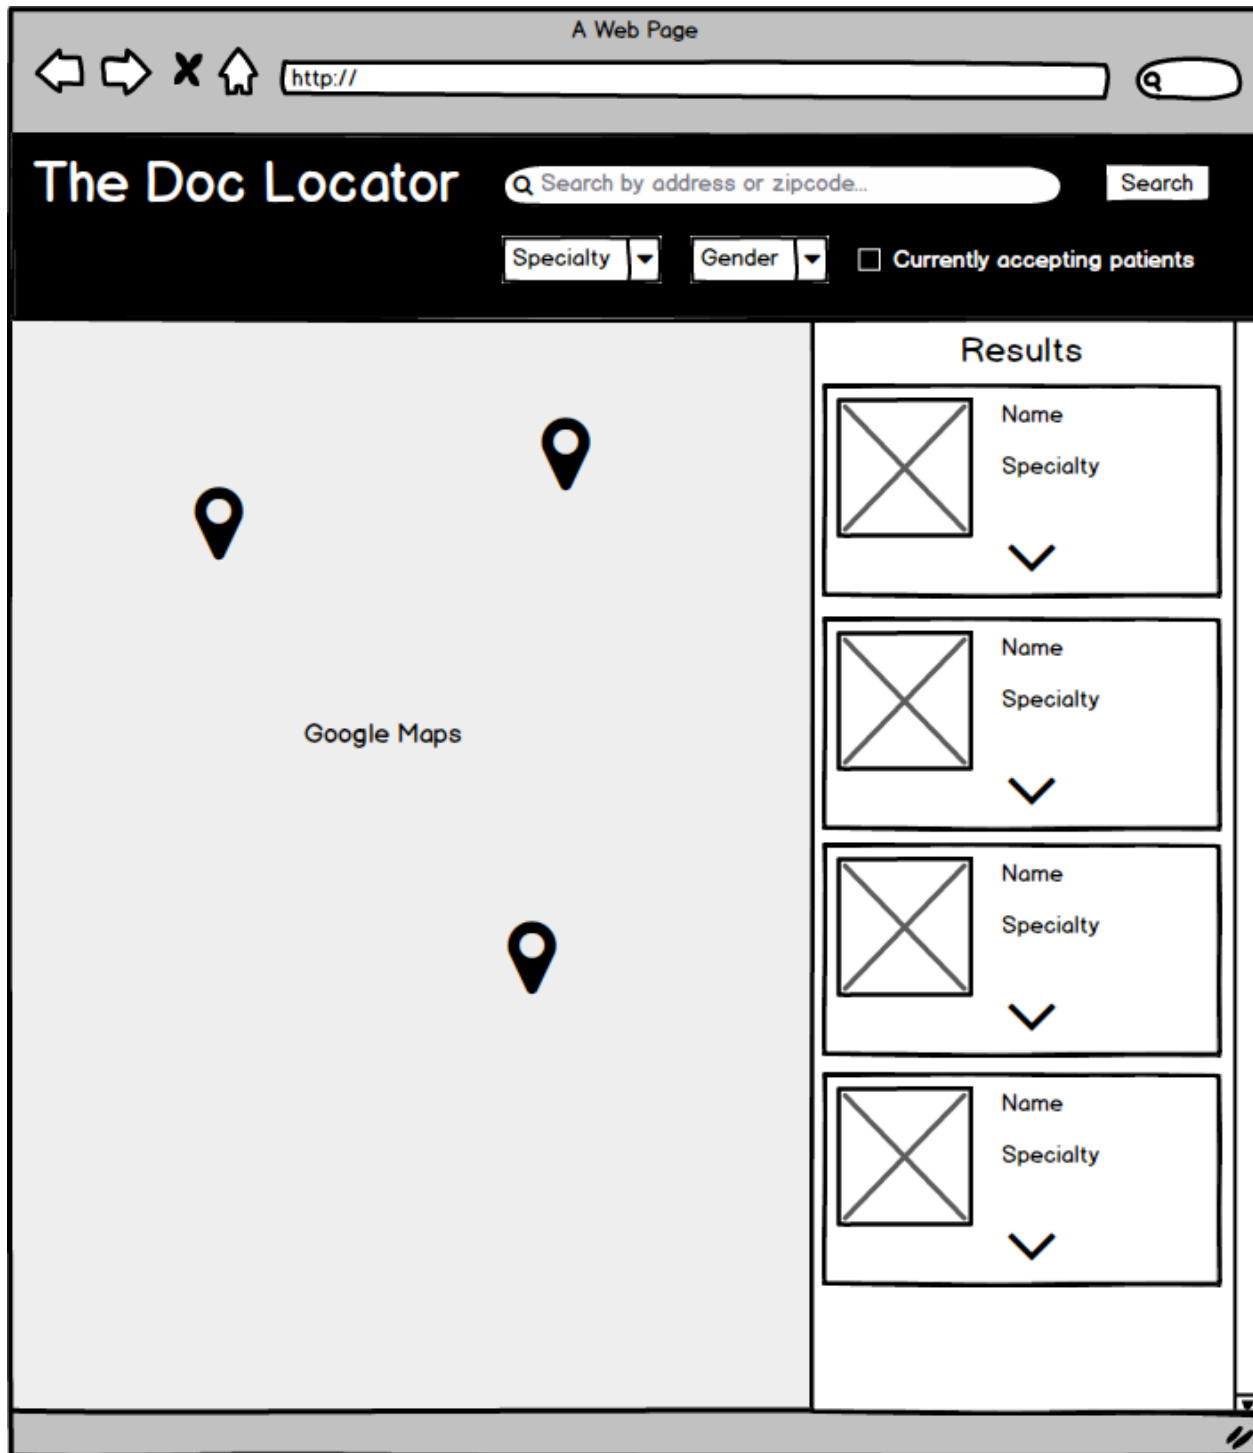 A Web Page
http://
The Doc Locator
Search by address or zipcode...
Search
Specialty
Gender
Currently accepting patients
Results
Name
Specialty
Name
Specialty
Google Maps
Name
Specialty
Name
Specialty